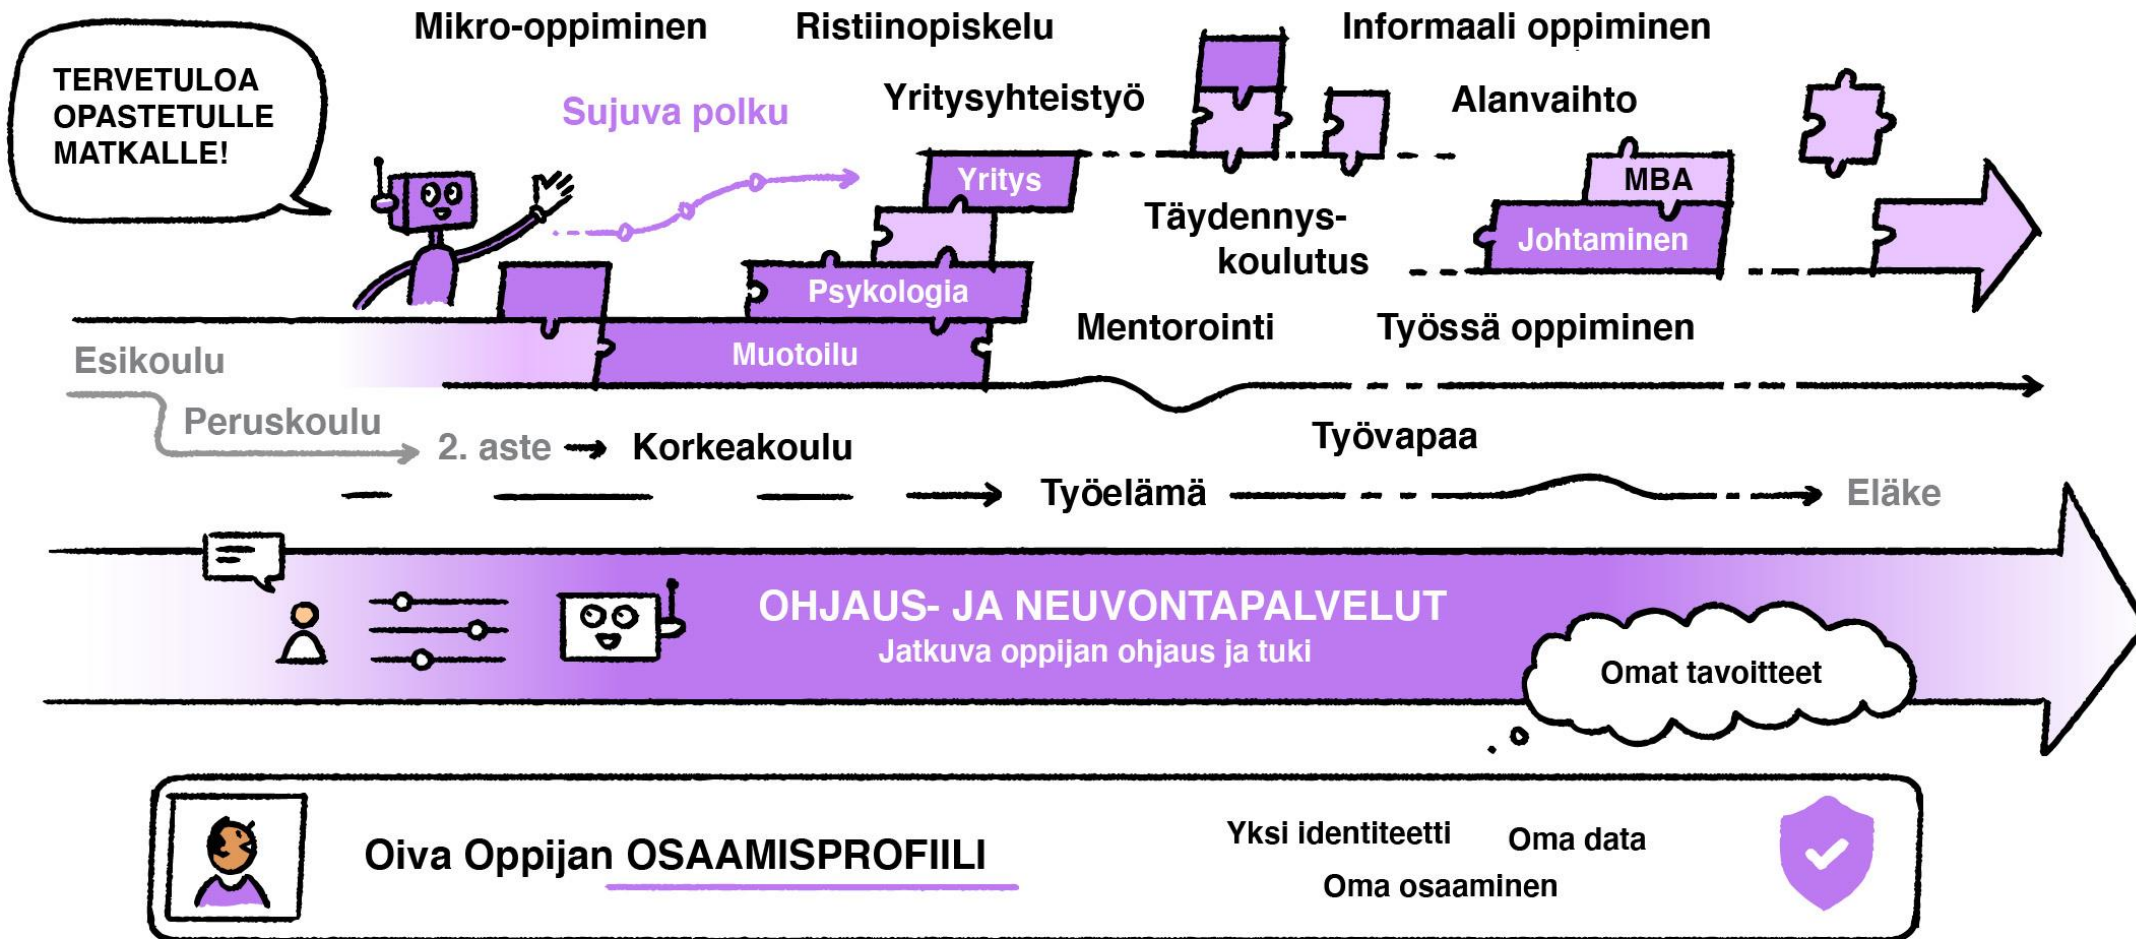 TERVETULOA
OPASTETULLE
MATKALLE!
Mikro-oppiminen
Ristiinopiskelu
Informaali oppiminen
Sujuva polku
Yritysyhteistyö
Alanvaihto
Yritys
MBA
Täydennys-
koulutus
Johtaminen
Psykologia
Mentorointi
Työssä oppiminen
Muotoilu
Esikoulu
Peruskoulu
2. aste
Korkeakoulu
Työvapaa
Työelämä
Eläke
OHJAUS- JA NEUVONTAPALVELUT
Jatkuva oppijan ohjaus ja tuki
Omat tavoitteet
Oiva Oppijan OSAAMISPROFIILI
Yksi identiteetti
Oma data
Oma osaaminen